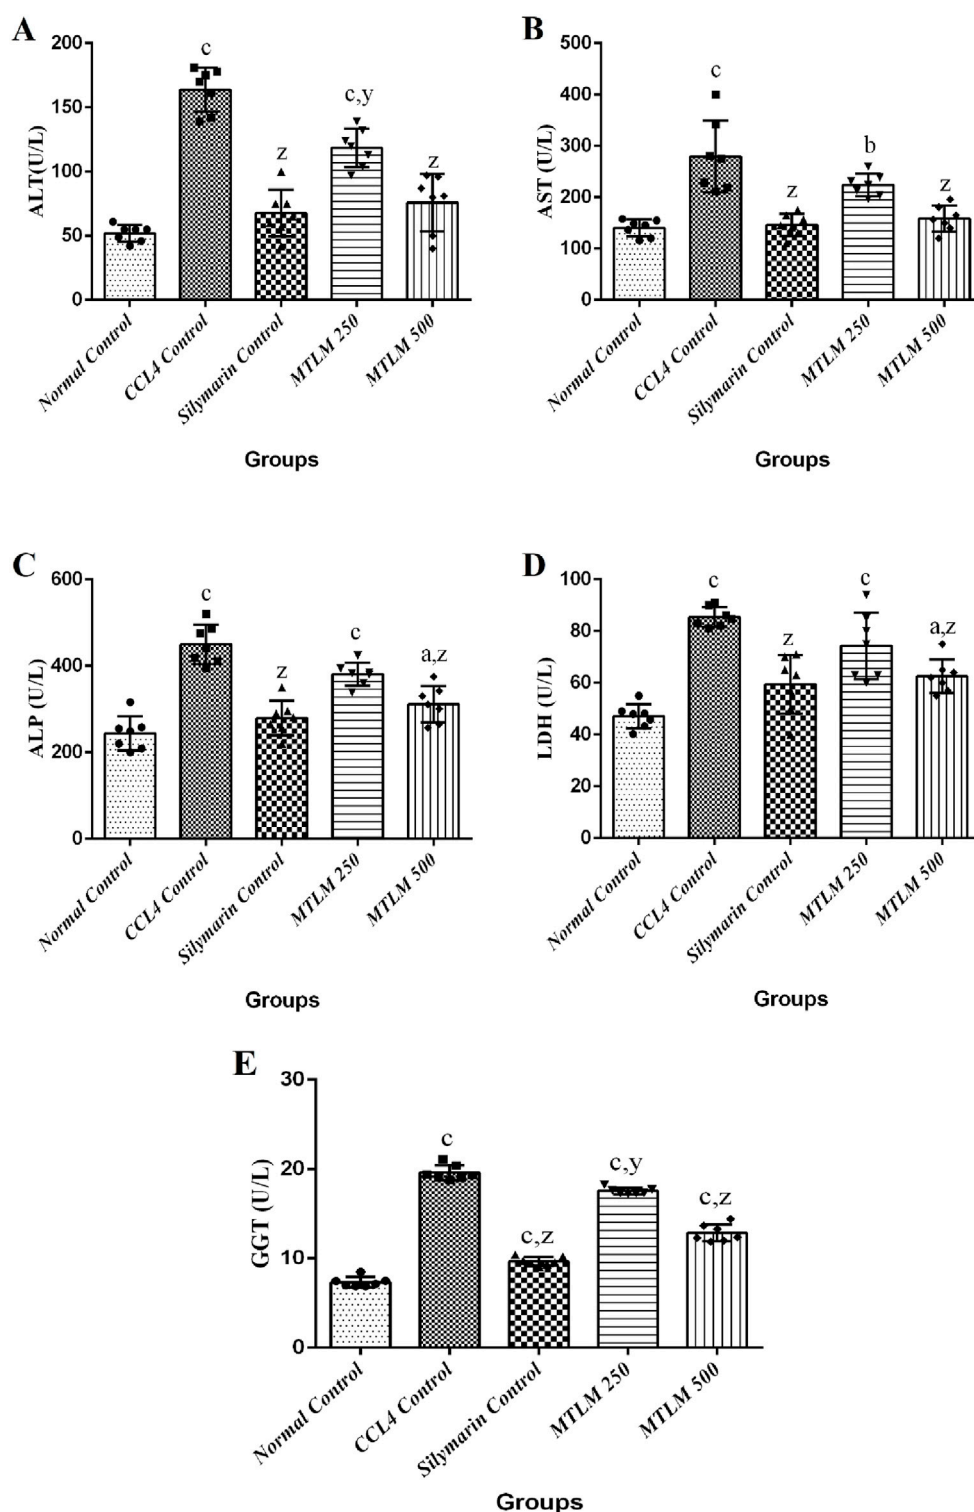 A
ALT(U/L)
200
150
100
50
0
c
z
c,y
z
Normal Control
CCL4 Control
Silymarin Control
MTLM 250
MTLM 500
Groups
B
AST (U/L)
500
400
300
200
100
0
c
z
b
z
Normal Control
CCL4 Control
Silymarin Control
MTLM 250
MTLM 500
Groups
C
ALP (U/L)
600
400
200
0
c
z
c
a,z
Normal Control
CCL4 Control
Silymarin Control
MTLM 250
MTLM 500
Groups
D
LDH (U/L)
100
80
60
40
20
0
c
z
c
a,z
Normal Control
CCL4 Control
Silymarin Control
MTLM 250
MTLM 500
Groups
E
GGT (U/L)
30
20
10
0
c
c,z
c,y
c,z
Normal Control
CCL4 Control
Silymarin Control
MTLM 250
MTLM 500
Groups